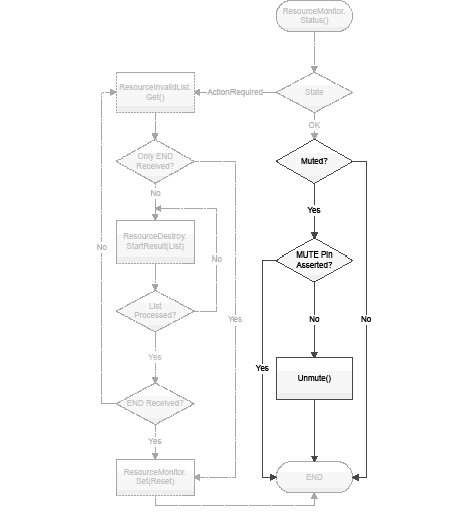 ResourceMonitor.
Status()
ResourceInvalidList.
Get()
ActionRequired
State
OK
Only END
Received?
Muted?
No
Yes
ResourceDestroy.
StartResult(List)
No
No
MUTE Pin
Asserted?
List
Processed?
Yes
No
No
Yes
Yes
Unmute()
END Received?
Yes
ResourceMonitor.
Set(Reset)
END